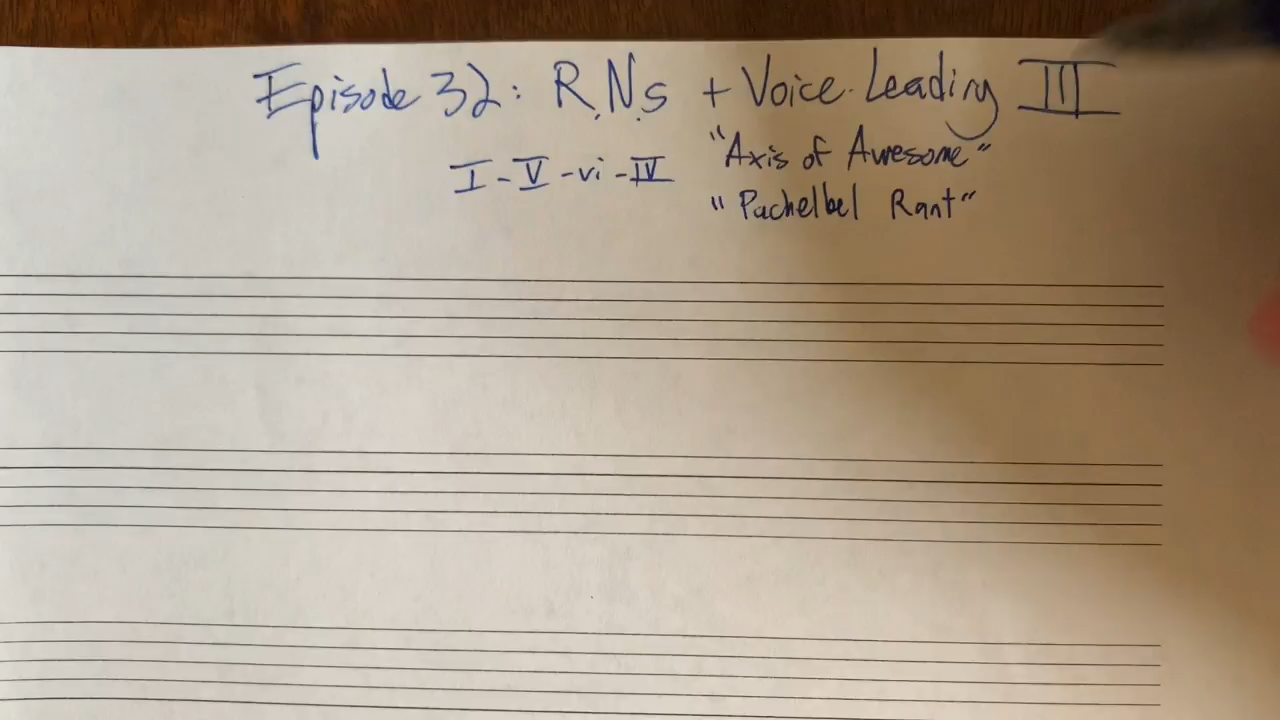 Episode 32: R.N.s + Voice-Leading III
I-V-vi-IV
"Axis of Awesome"
"Pachelbel Rant"